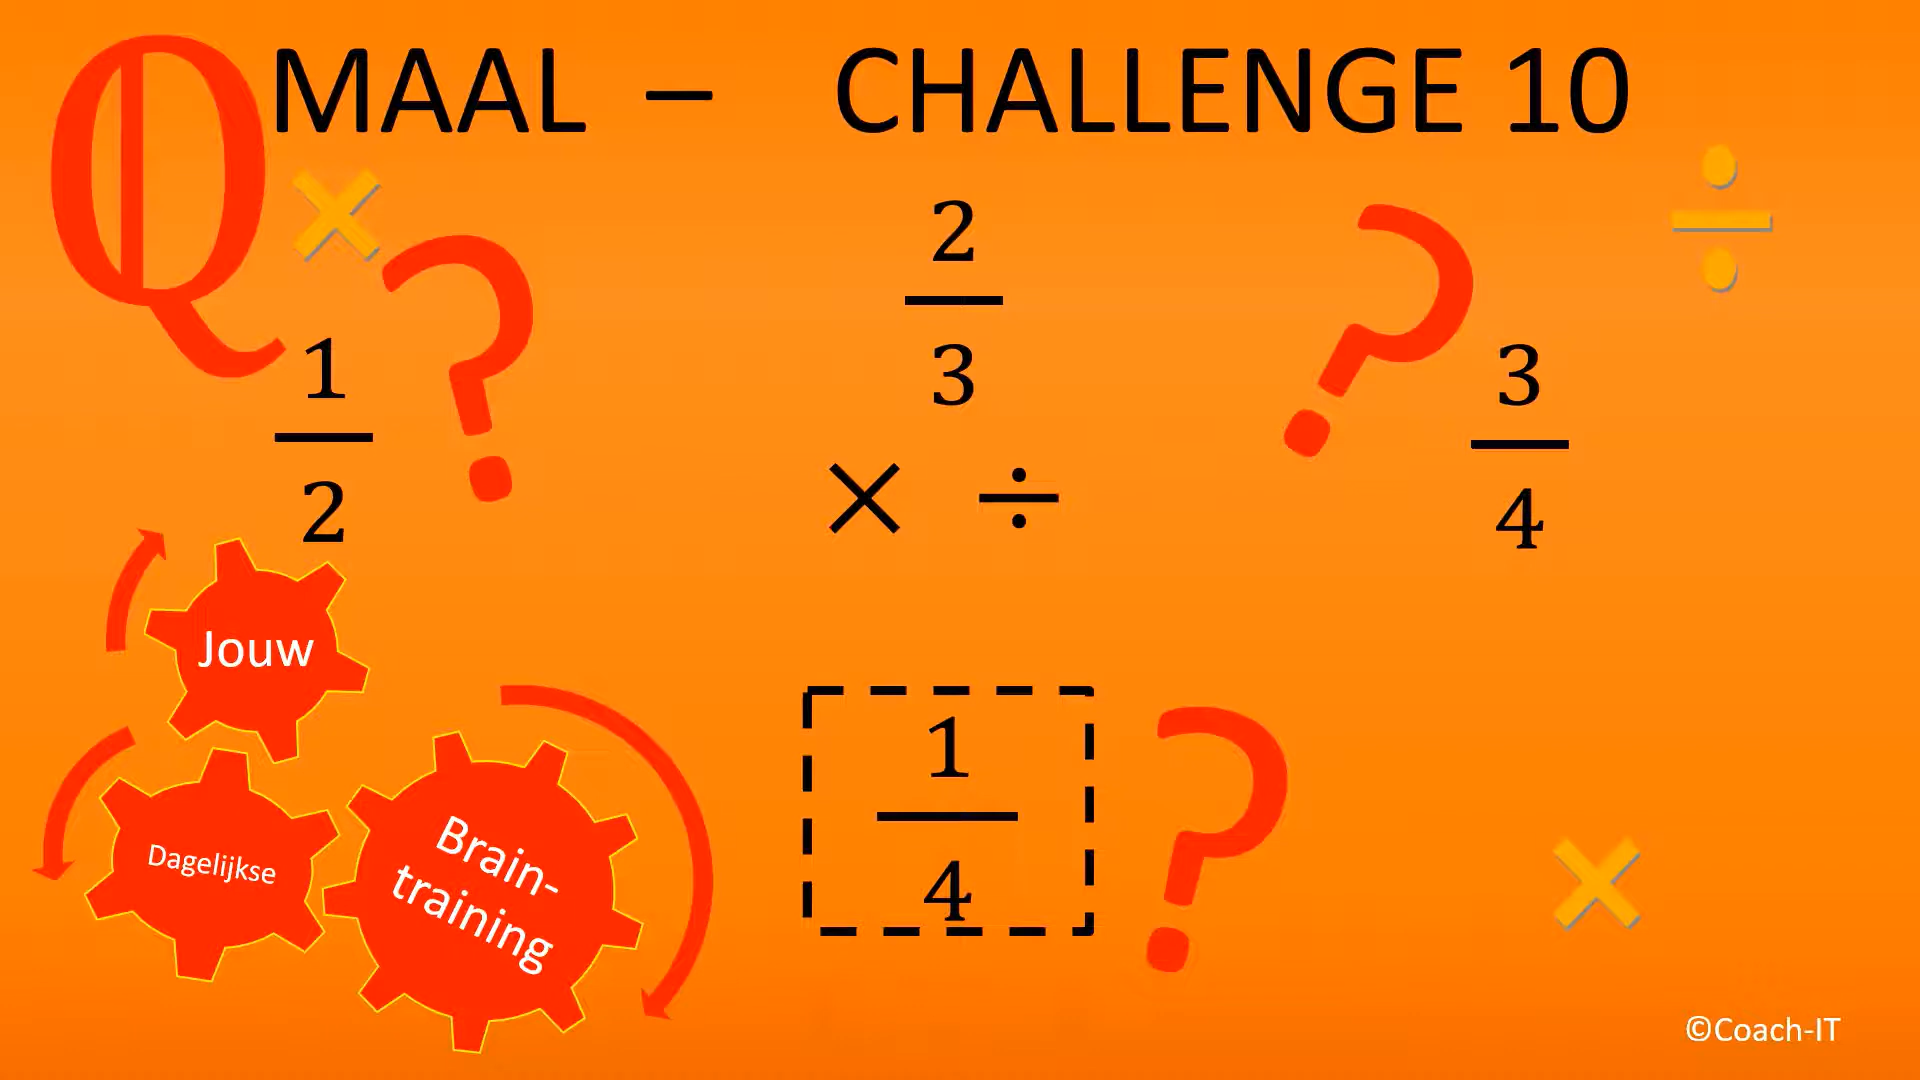 ℚ MAAL – CHALLENGE 10
×
÷
2
3
1
2
3
4
× ÷
Jouw
Dagelijkse
Brain-
training
1
4
? ? ?
×
©Coach-IT